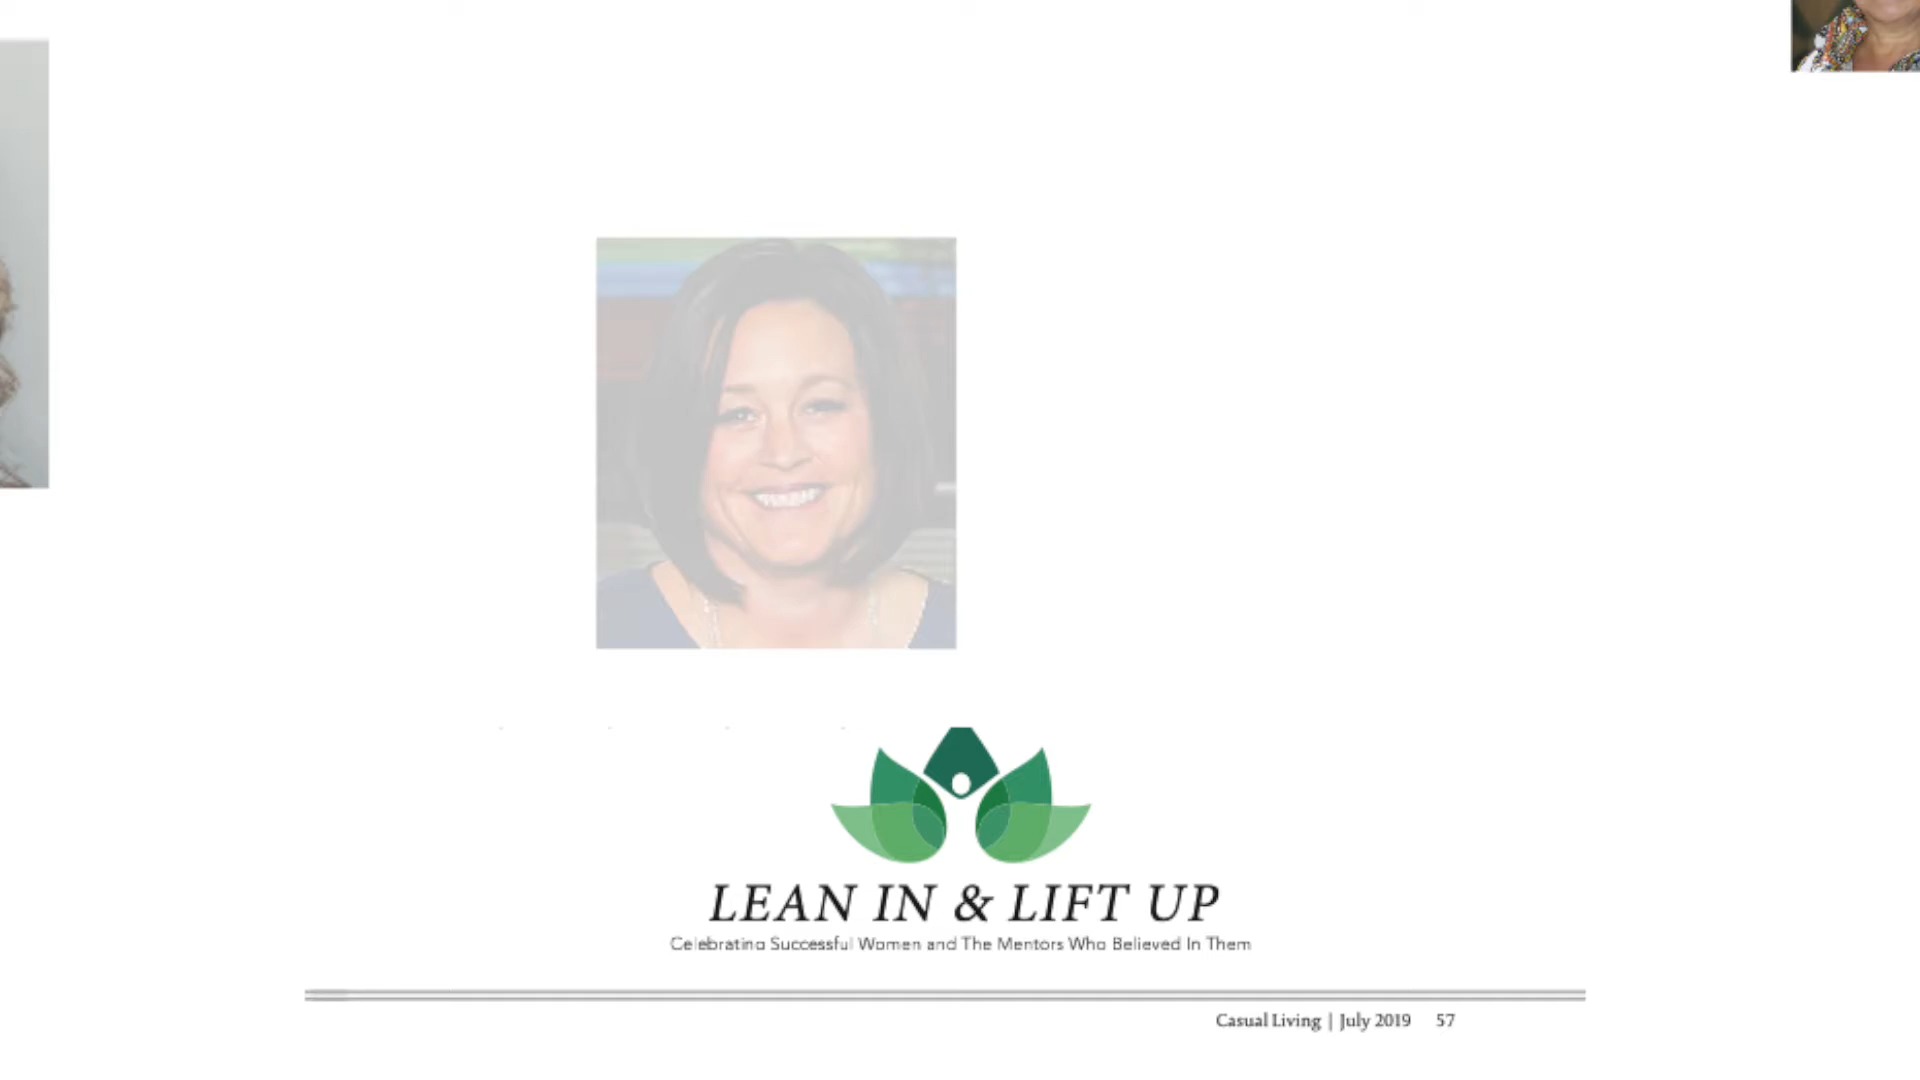 LEAN IN & LIFT UP
Celebrating Successful Women and The Mentors Who Believed In Them
Casual Living | July 2019 57